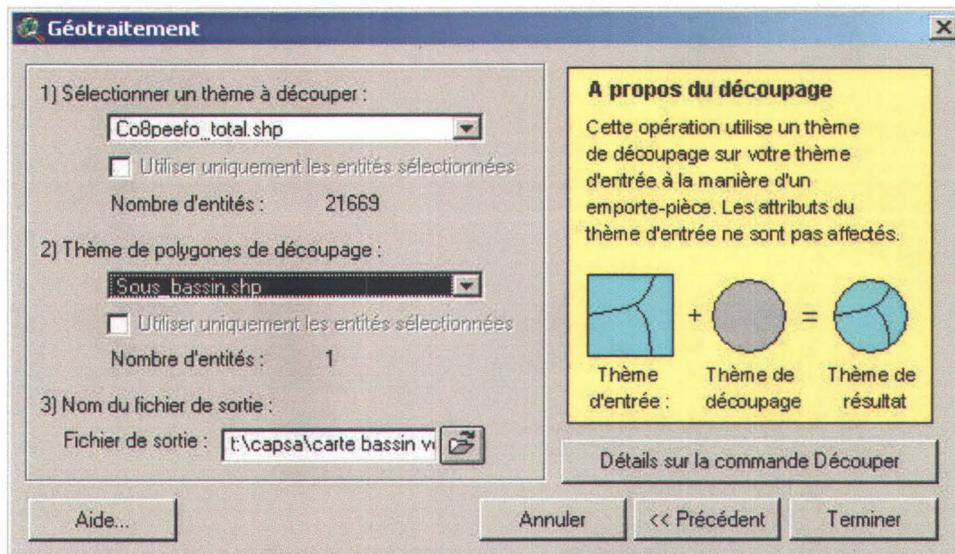 Géotraitement
1) Sélectionner un thème à découper :
Co8peefo_total.shp
Utiliser uniquement les entités sélectionnées
Nombre d'entités : 21669
2) Thème de polygones de découpage :
Sous_bassin.shp
Utiliser uniquement les entités sélectionnées
Nombre d'entités : 1
3) Nom du fichier de sortie :
Fichier de sortie : t:\capsa\carte bassin
A propos du découpage
Cette opération utilise un thème
de découpage sur votre thème
d'entrée à la manière d'un
emporte-pièce. Les attributs du
thème d'entrée ne sont pas affectés.
+ =
Thème d'entrée :
Thème de découpage
Thème de résultat
Détails sur la commande Découper
Aide...
Annuler
<< Précédent
Terminer